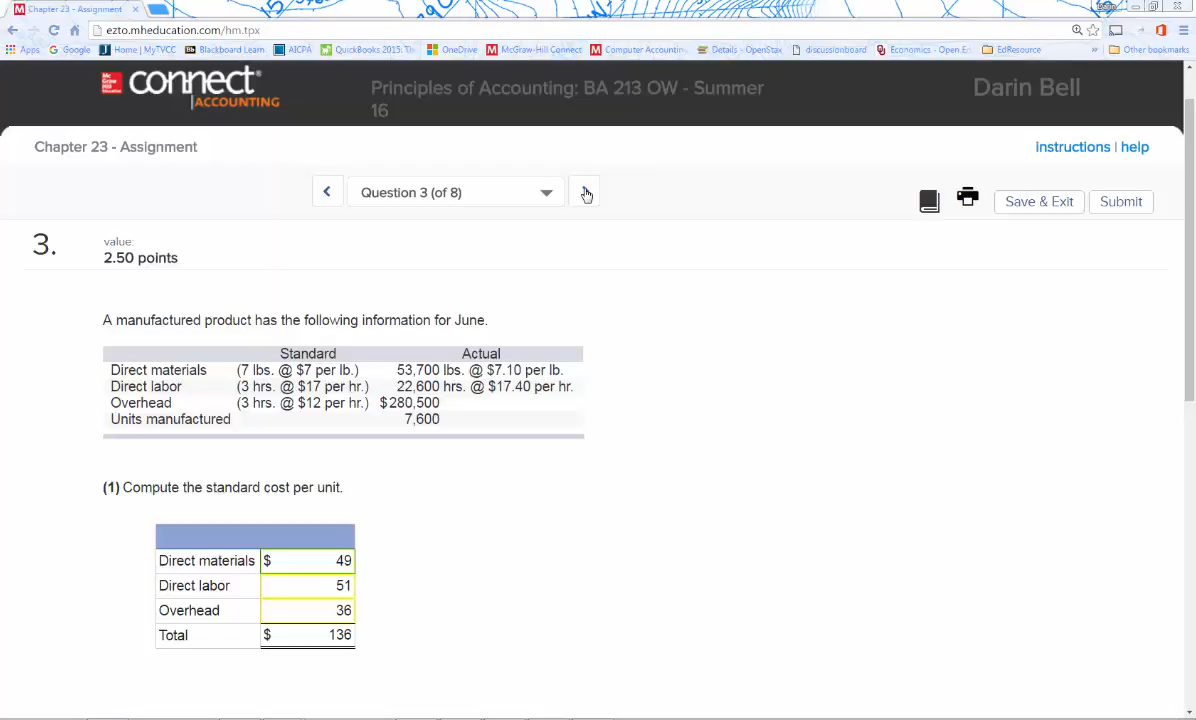 Chapter 23 - Assignment
ezto.mheducation.com/hm.tpx
Apps Google Home | MyTVCC Blackboard Learn AICPA QuickBooks 2015: Th OneDrive McGraw-Hill Connect Computer Accountin Details - OpenStax discussionboard Economics - Open.Ed EdResource » Other bookmarks
Mc Graw Hill Education connect® Principles of Accounting: BA 213 OW - Summer 16 Darin Bell
ACCOUNTING
Chapter 23 - Assignment instructions | help
Question 3 (of 8) Save & Exit Submit
3. value:
2.50 points
A manufactured product has the following information for June.
Standard Actual
Direct materials (7 lbs. @ $7 per lb.) 53,700 lbs. @ $7.10 per lb.
Direct labor (3 hrs. @ $17 per hr.) 22,600 hrs. @ $17.40 per hr.
Overhead (3 hrs. @ $12 per hr.) $280,500
Units manufactured 7,600
(1) Compute the standard cost per unit.
Direct materials $ 49
Direct labor 51
Overhead 36
Total $ 136